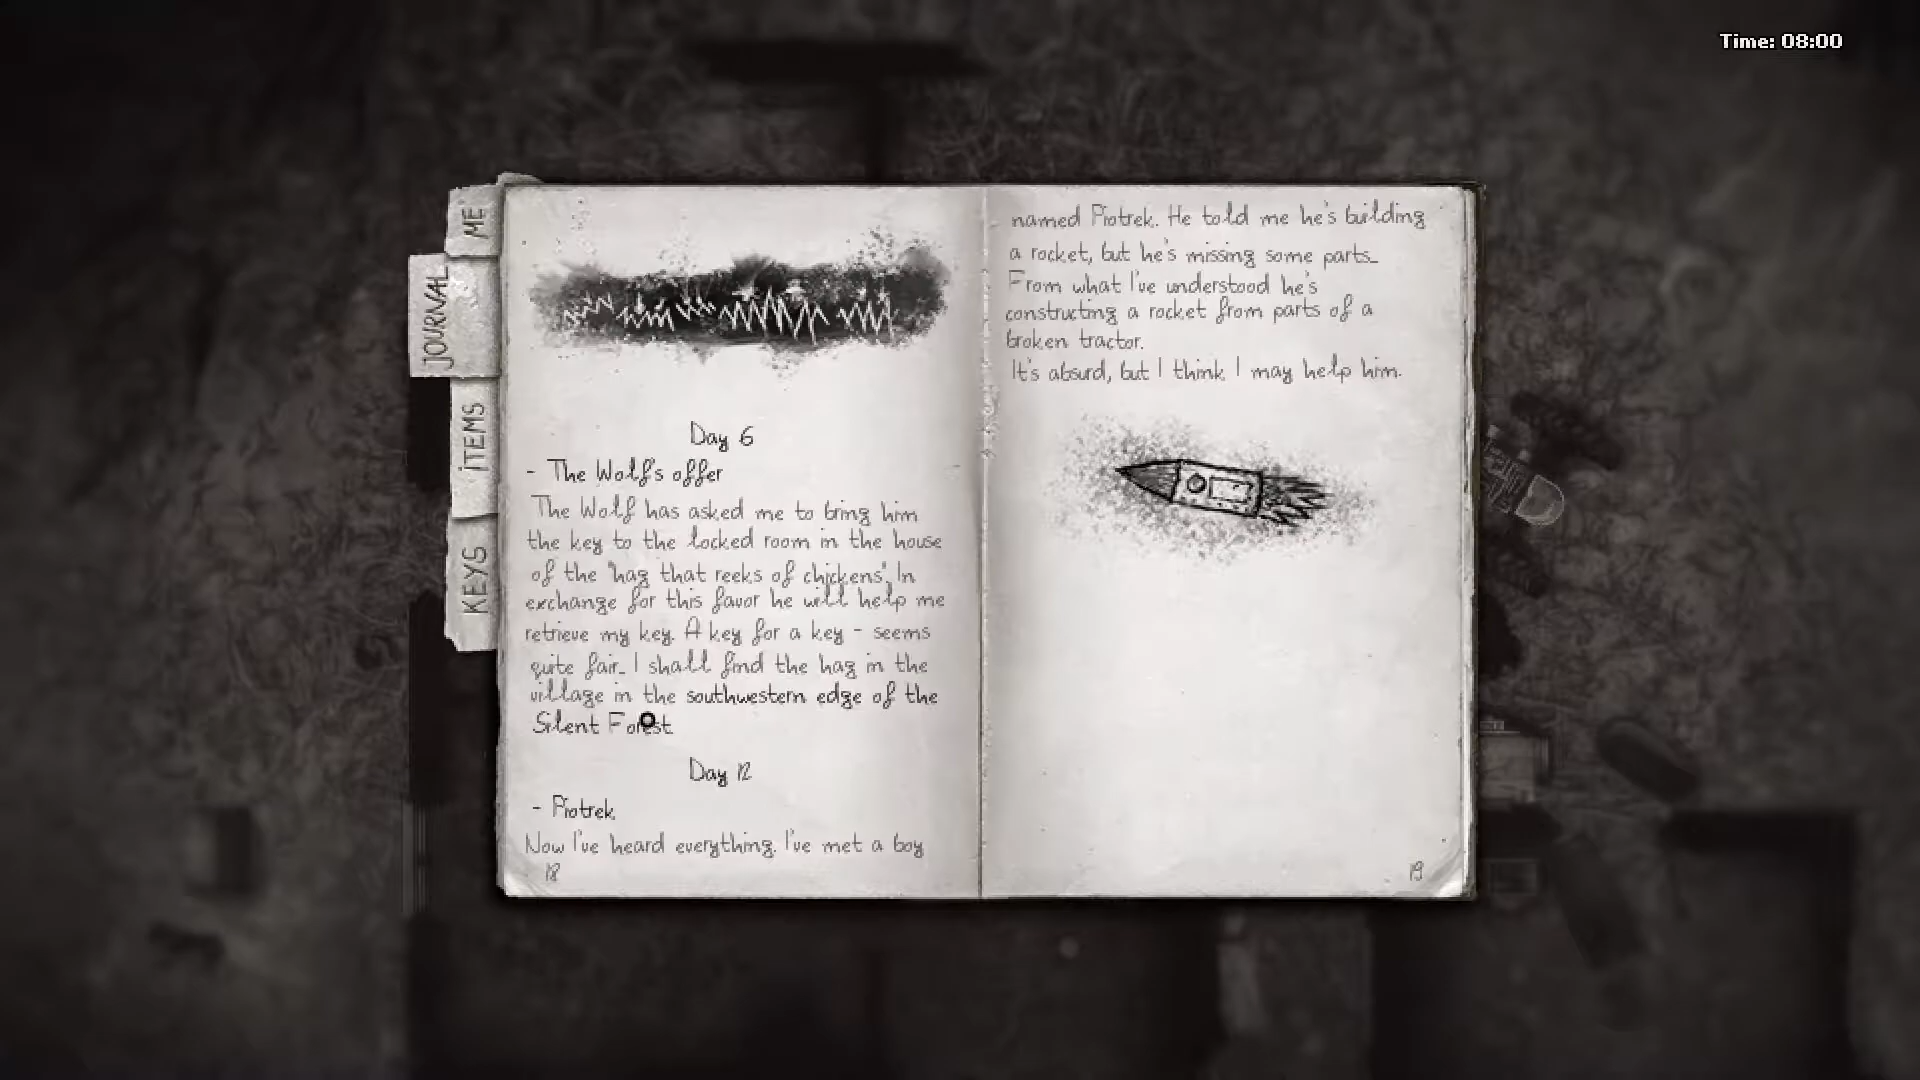 Time: 08:00
ME
JOURNAL
ITEMS
KEYS
Day 6
- The Wolf's offer
The Wolf has asked me to bring him
the key to the locked room in the house
of the "hag that reeks of chickens". In
exchange for this favor he will help me
retrieve my key. A key for a key - seems
quite fair... I shall find the hag in the
village in the southwestern edge of the
Silent Forest
Day 12
- Piotrek
Now I've heard everything. I've met a boy
18
named Piotrek. He told me he's building
a rocket, but he's missing some parts...
From what I've understood he's
constructing a rocket from parts of a
broken tractor.
It's absurd, but I think I may help him.
19